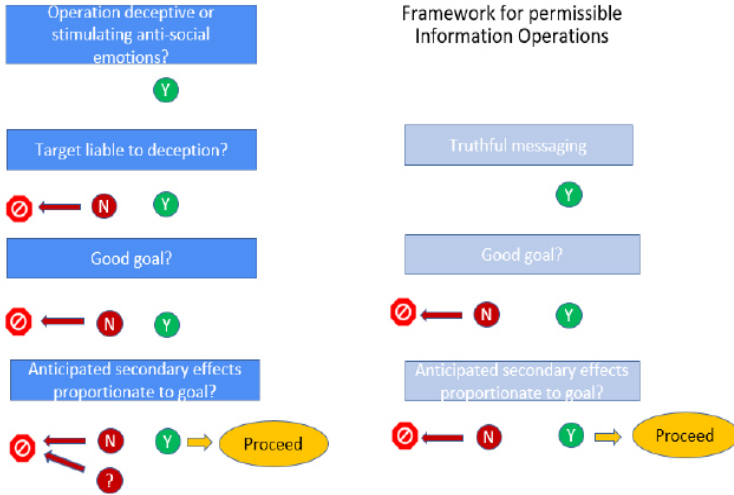 Operation deceptive or
stimulating anti-social
emotions?
Y
Target liable to deception?
N
Y
Good goal?
N
Y
Anticipated secondary effects
proportionate to goal?
N
Y
Proceed
?
Framework for permissible
Information Operations
Truthful messaging
Y
Good goal?
N
Y
Anticipated secondary effects
proportionate to goal?
N
Y
Proceed